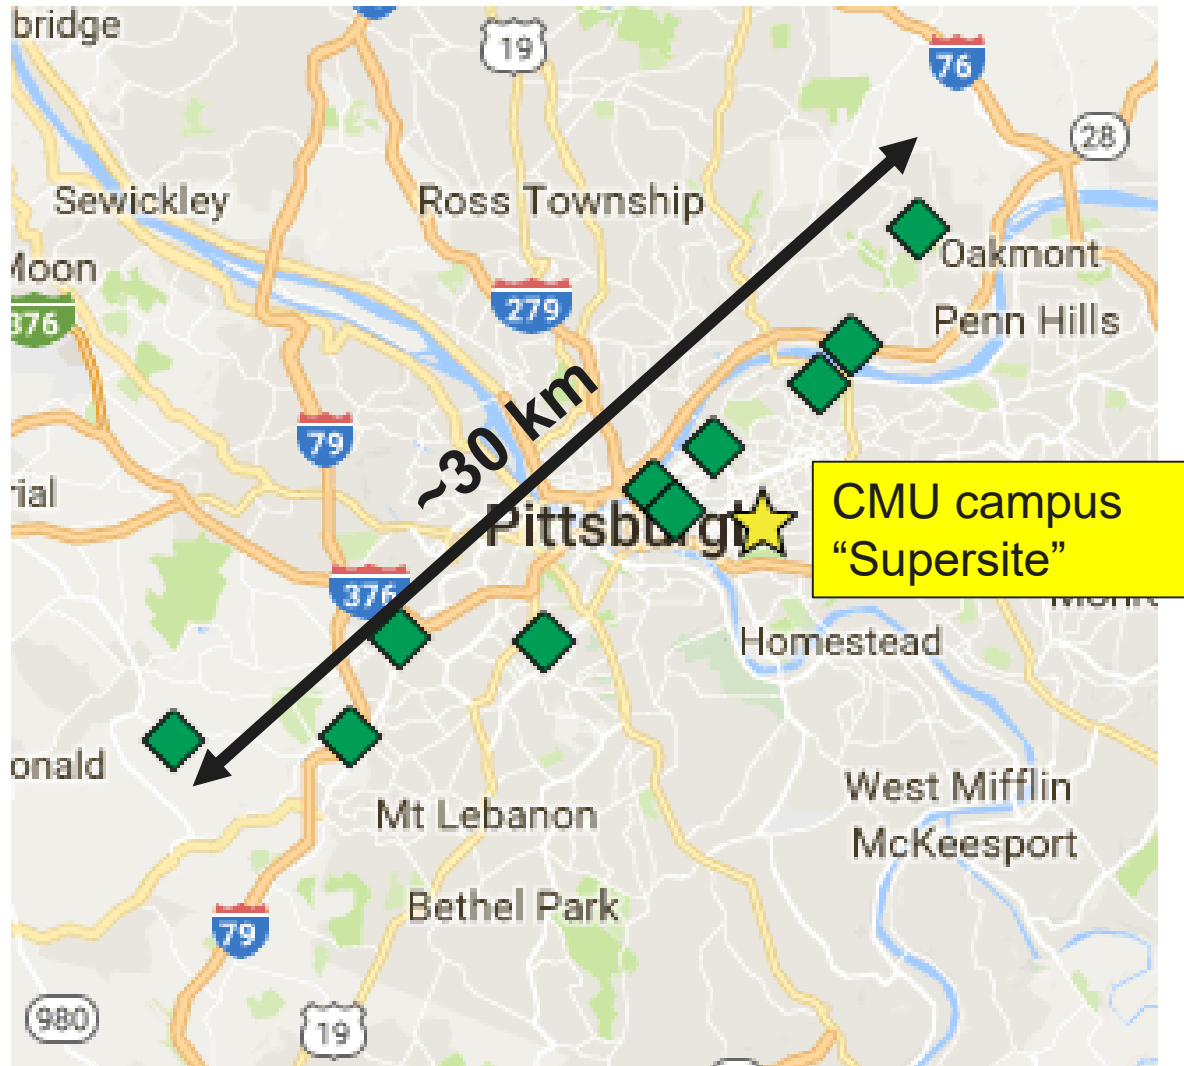 bridge
19
76
28
Sewickley
Ross Township
Moon
Oakmont
376
279
Penn Hills
~30 km
79
rial
CMU campus
Pittsburgh
“Supersite”
376
Homestead
onald
West Mifflin
Mt Lebanon
McKeesport
Bethel Park
79
980
19